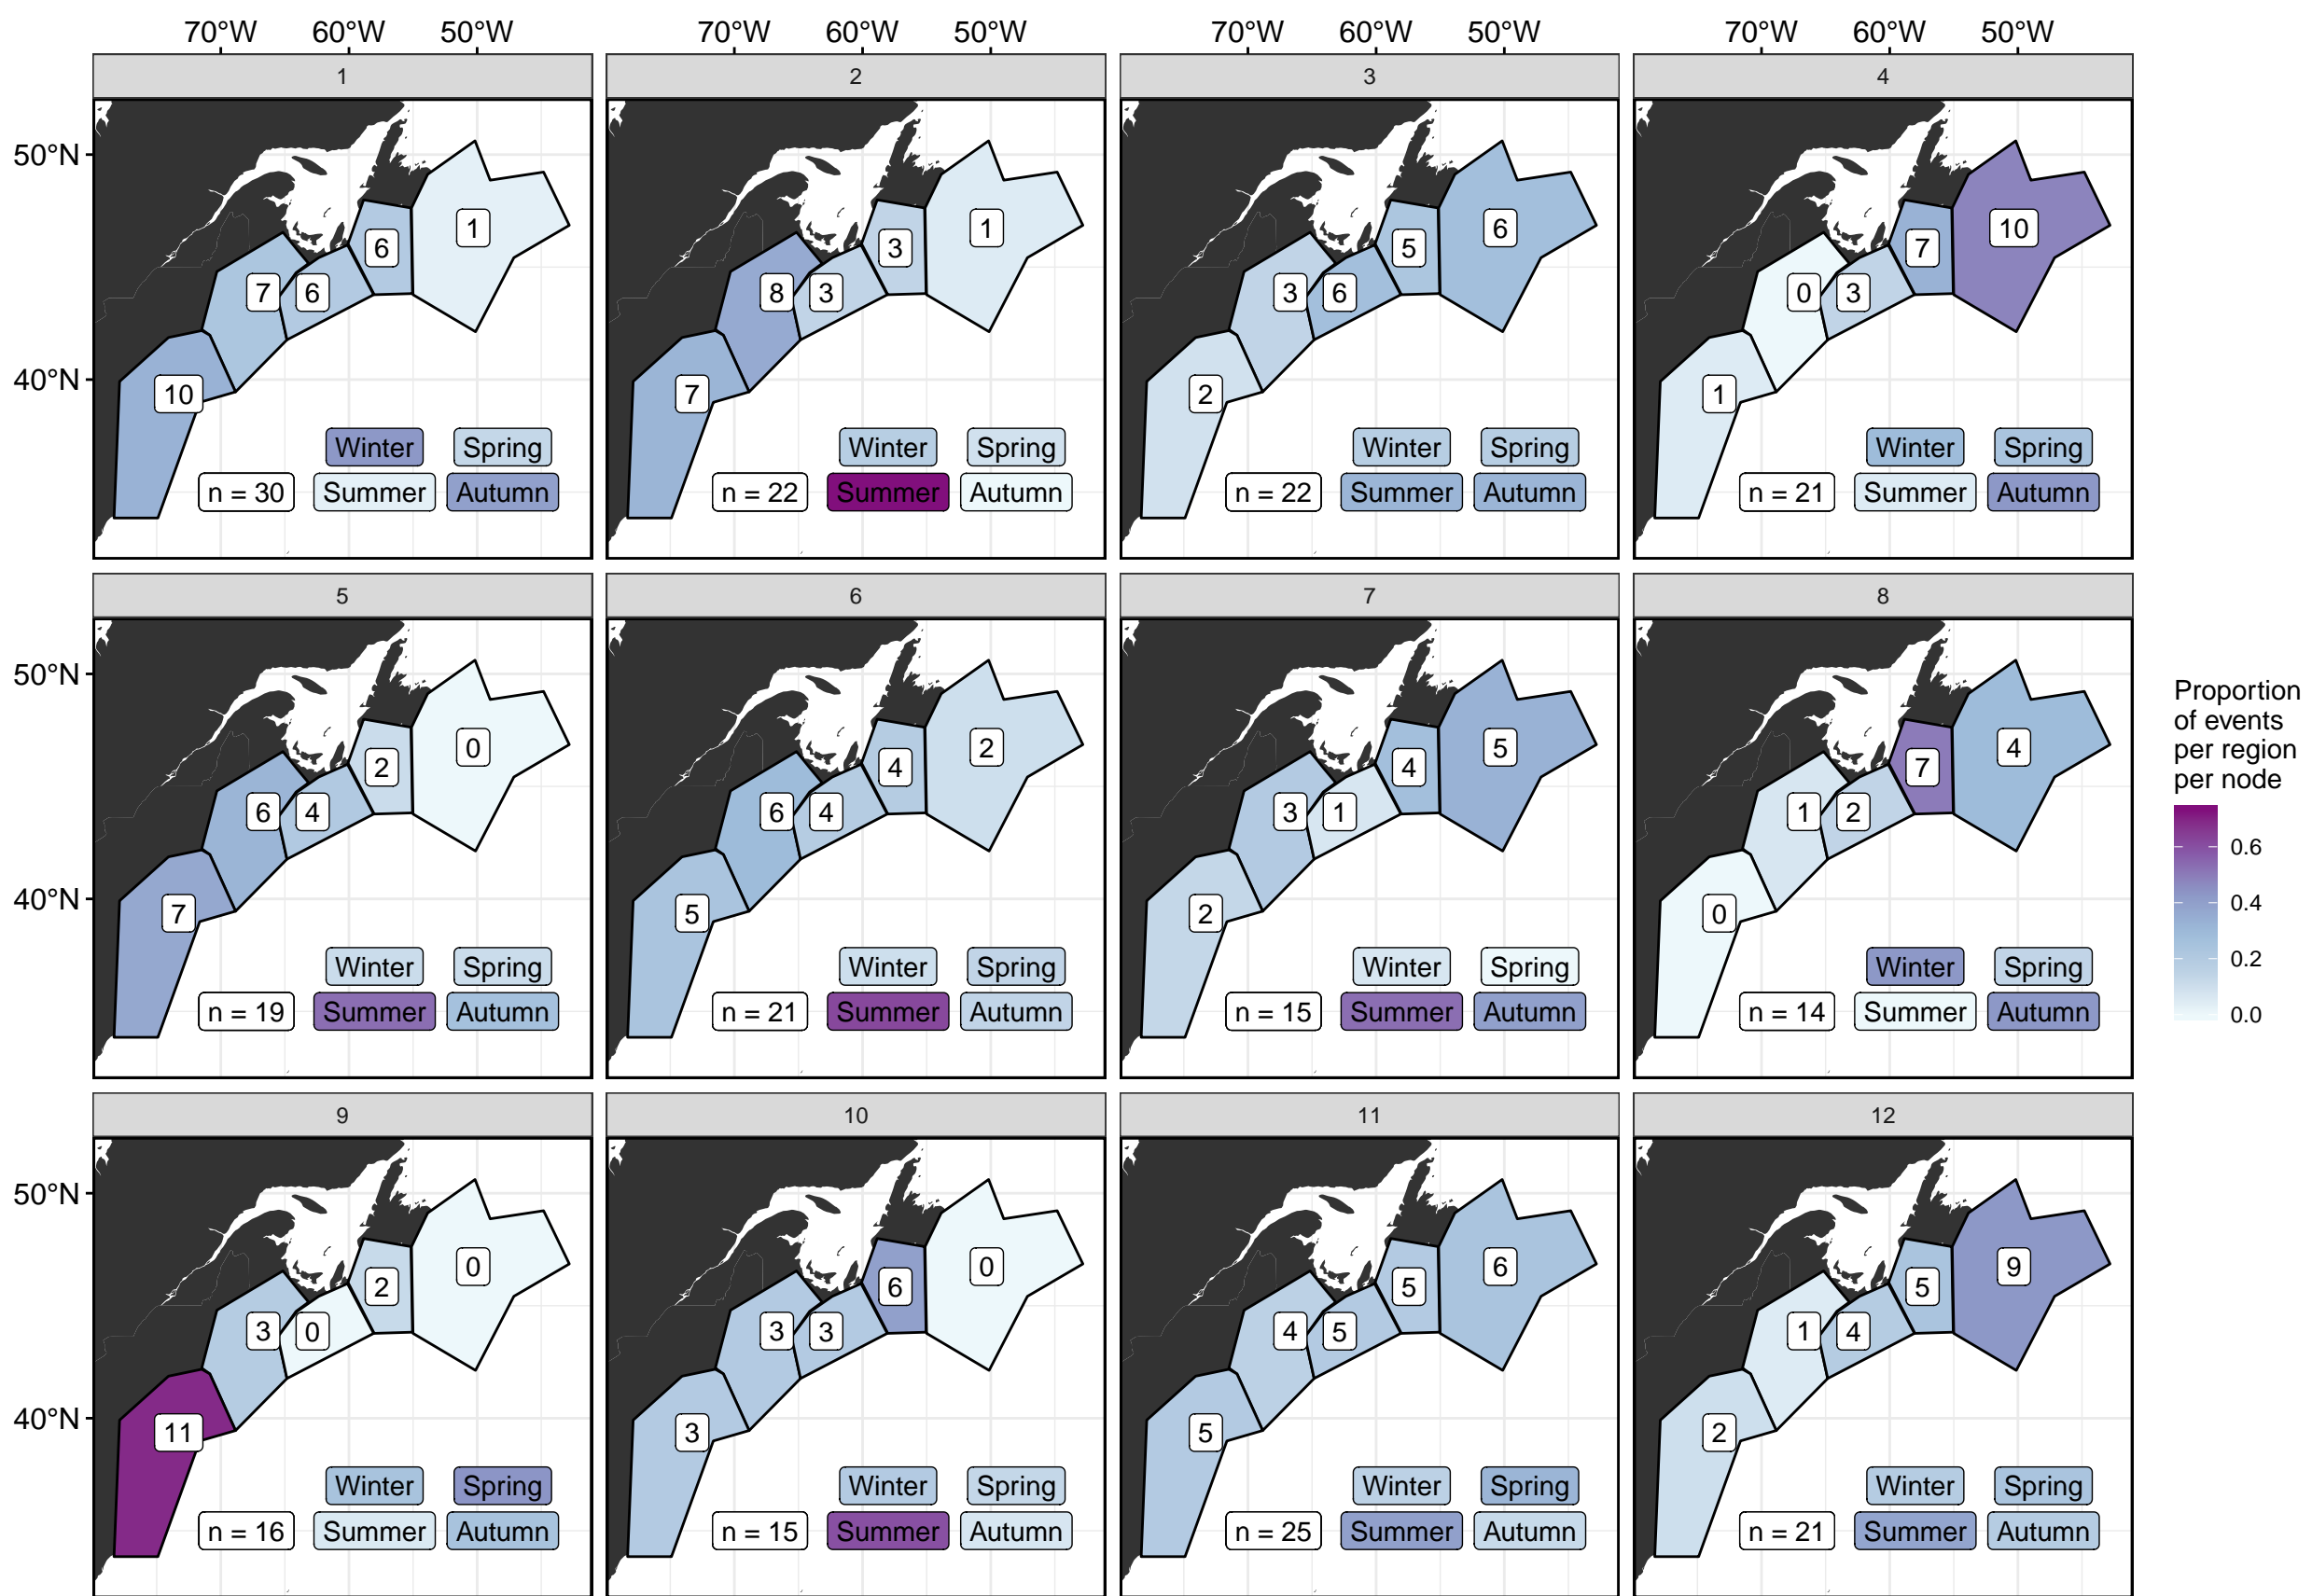 70°W 60°W 50°W 70°W 60°W 50°W 70°W 60°W 50°W 70°W 60°W 50°W
1 2 3 4
50°N
1 1 6 10
6 3 5 7
7 6 8 3 3 6 0 3
40°N
10 7 2 1
Winter Spring Winter Spring Winter Spring Winter Spring
n = 30 Summer Autumn n = 22 Summer Autumn n = 22 Summer Autumn n = 21 Summer Autumn
5 6 7 8
50°N
0 2 5 4
2 4 4 7
6 4 6 4 3 1 1 2
40°N
7 5 2 0
Winter Spring Winter Spring Winter Spring Winter Spring
n = 19 Summer Autumn n = 21 Summer Autumn n = 15 Summer Autumn n = 14 Summer Autumn
9 10 11 12
50°N
0 0 6 9
2 6 5 5
3 0 3 3 4 5 1 4
40°N
11 3 5 2
Winter Spring Winter Spring Winter Spring Winter Spring
n = 16 Summer Autumn n = 15 Summer Autumn n = 25 Summer Autumn n = 21 Summer Autumn
Proportion
of events
per region
per node
0.6
0.4
0.2
0.0